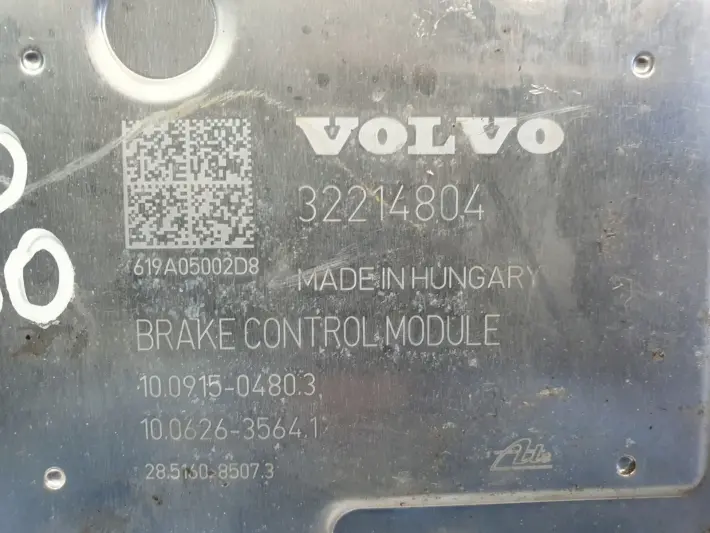 VOLVO
32214804
619A05002D8
MADE IN HUNGARY
BRAKE CONTROL MODULE
10.0915-0480.3
10.0626-3564.1
28.5160-8507.3
Ate